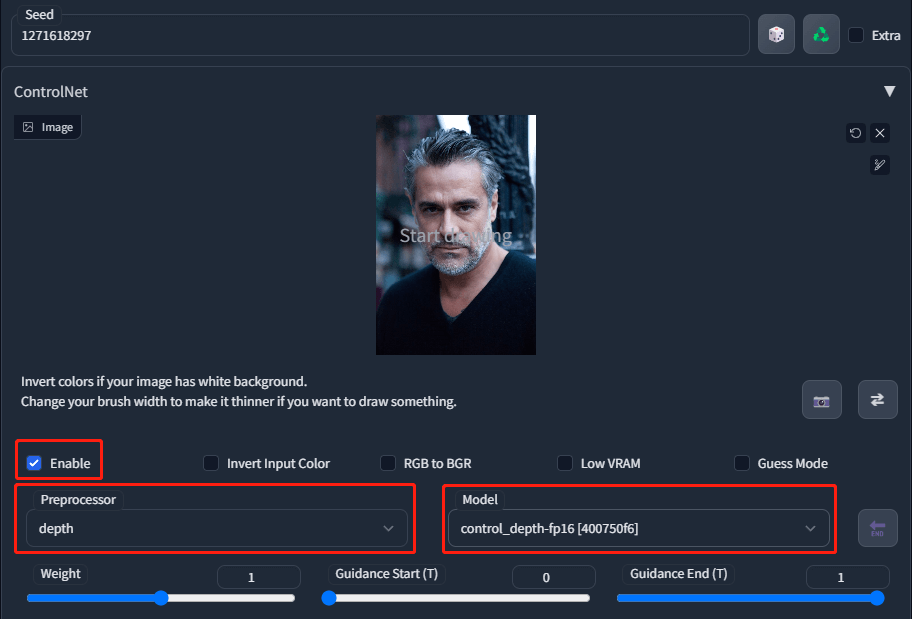 Seed
1271618297
Extra
ControlNet
Image
Start drawing
Invert colors if your image has white background.
Change your brush width to make it thinner if you want to draw something.
Enable
Invert Input Color
RGB to BGR
Low VRAM
Guess Mode
Preprocessor
Model
depth
control_depth-fp16 [400750f6]
END
Weight
1
Guidance Start (T)
0
Guidance End (T)
1